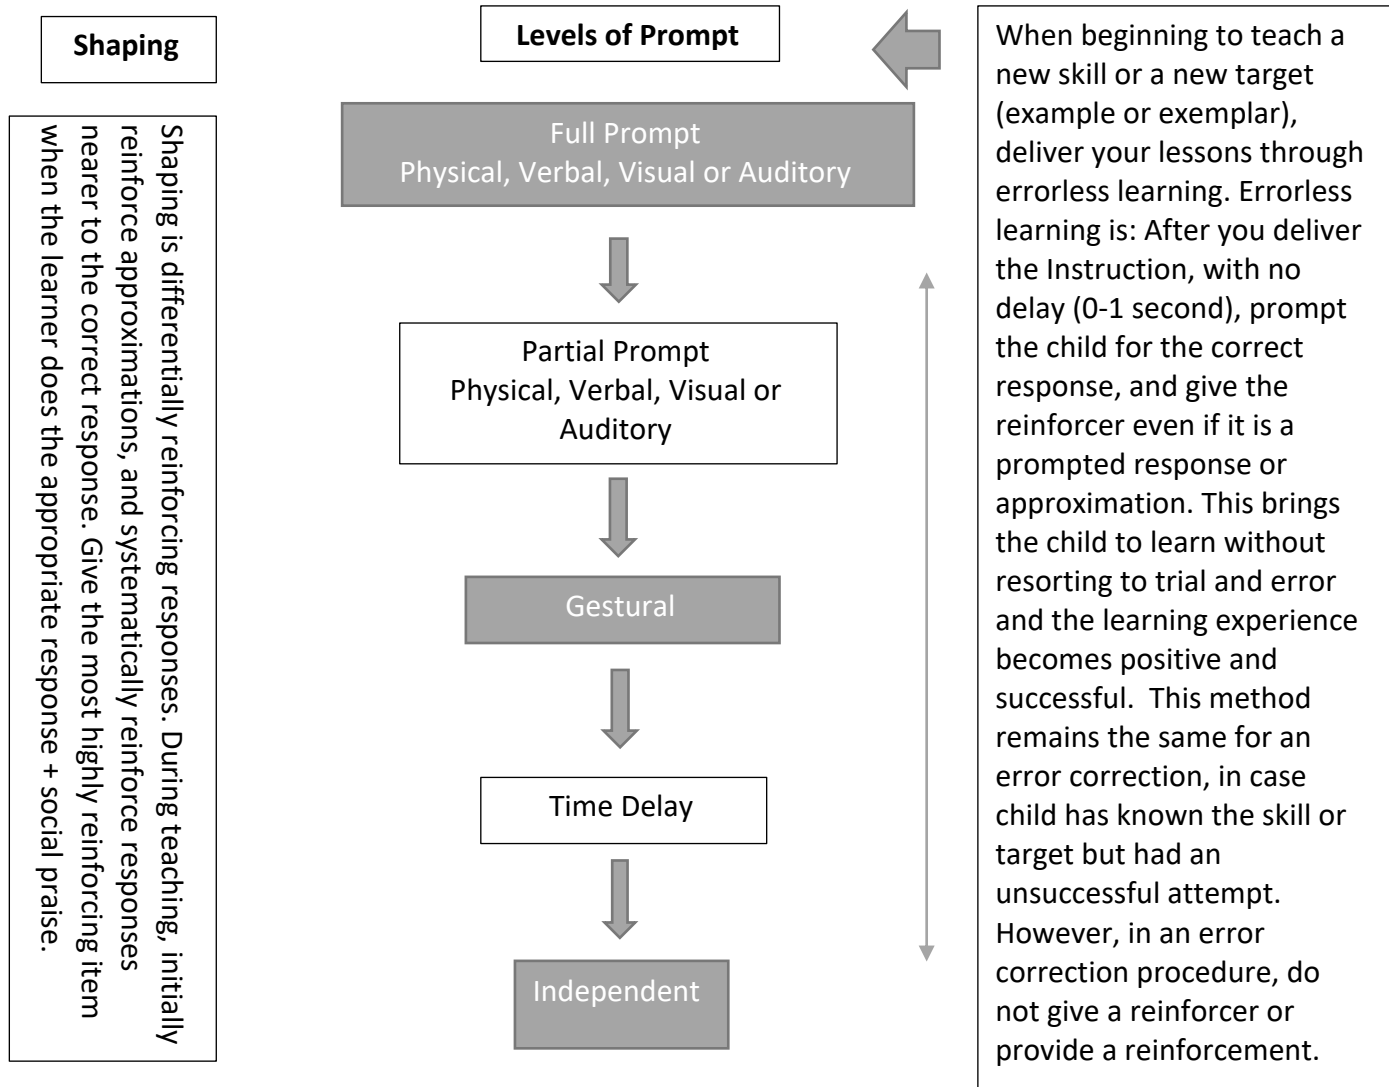 Shaping
Shaping is differentially reinforcing responses. During teaching, initially
reinforce approximations, and systematically reinforce responses
nearer to the correct response. Give the most highly reinforcing item
when the learner does the appropriate response + social praise.
Levels of Prompt
Full Prompt
Physical, Verbal, Visual or Auditory
Partial Prompt
Physical, Verbal, Visual or
Auditory
Gestural
Time Delay
Independent
When beginning to teach a
new skill or a new target
(example or exemplar),
deliver your lessons through
errorless learning. Errorless
learning is: After you deliver
the Instruction, with no
delay (0-1 second), prompt
the child for the correct
response, and give the
reinforcer even if it is a
prompted response or
approximation. This brings
the child to learn without
resorting to trial and error
and the learning experience
becomes positive and
successful.  This method
remains the same for an
error correction, in case
child has known the skill or
target but had an
unsuccessful attempt.
However, in an error
correction procedure, do
not give a reinforcer or
provide a reinforcement.